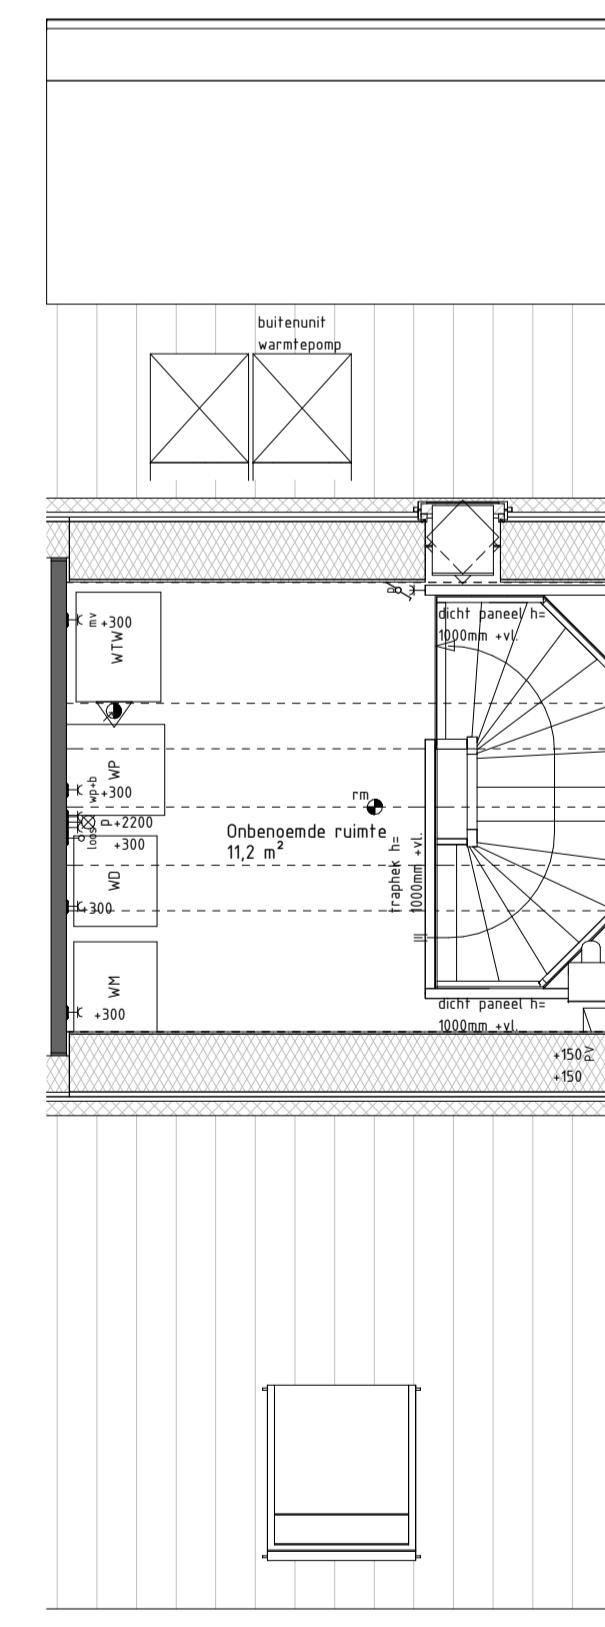 buitenunit
warmtepomp
dicht paneel h=
1000mm +vl.
mv
+300
WTW
WP
wp+b
+300
rm
p
+2200
loos
+300
Onbenoemde ruimte
11,2 m²
traphek h=
1000mm +vl.
WD
+300
WM
+300
dicht paneel h=
1000mm +vl.
+150
PV
+150